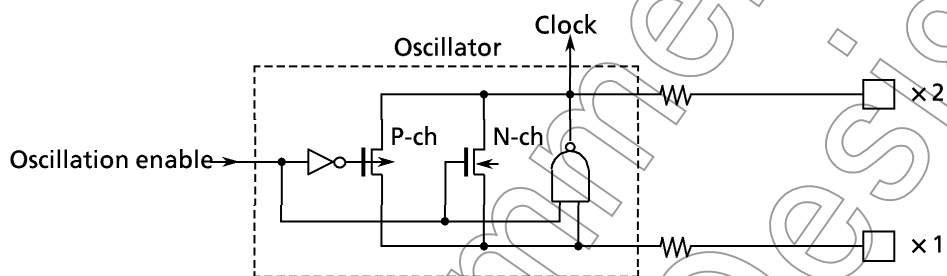 Clock
Oscillator
×2
P-ch
N-ch
Oscillation enable
×1